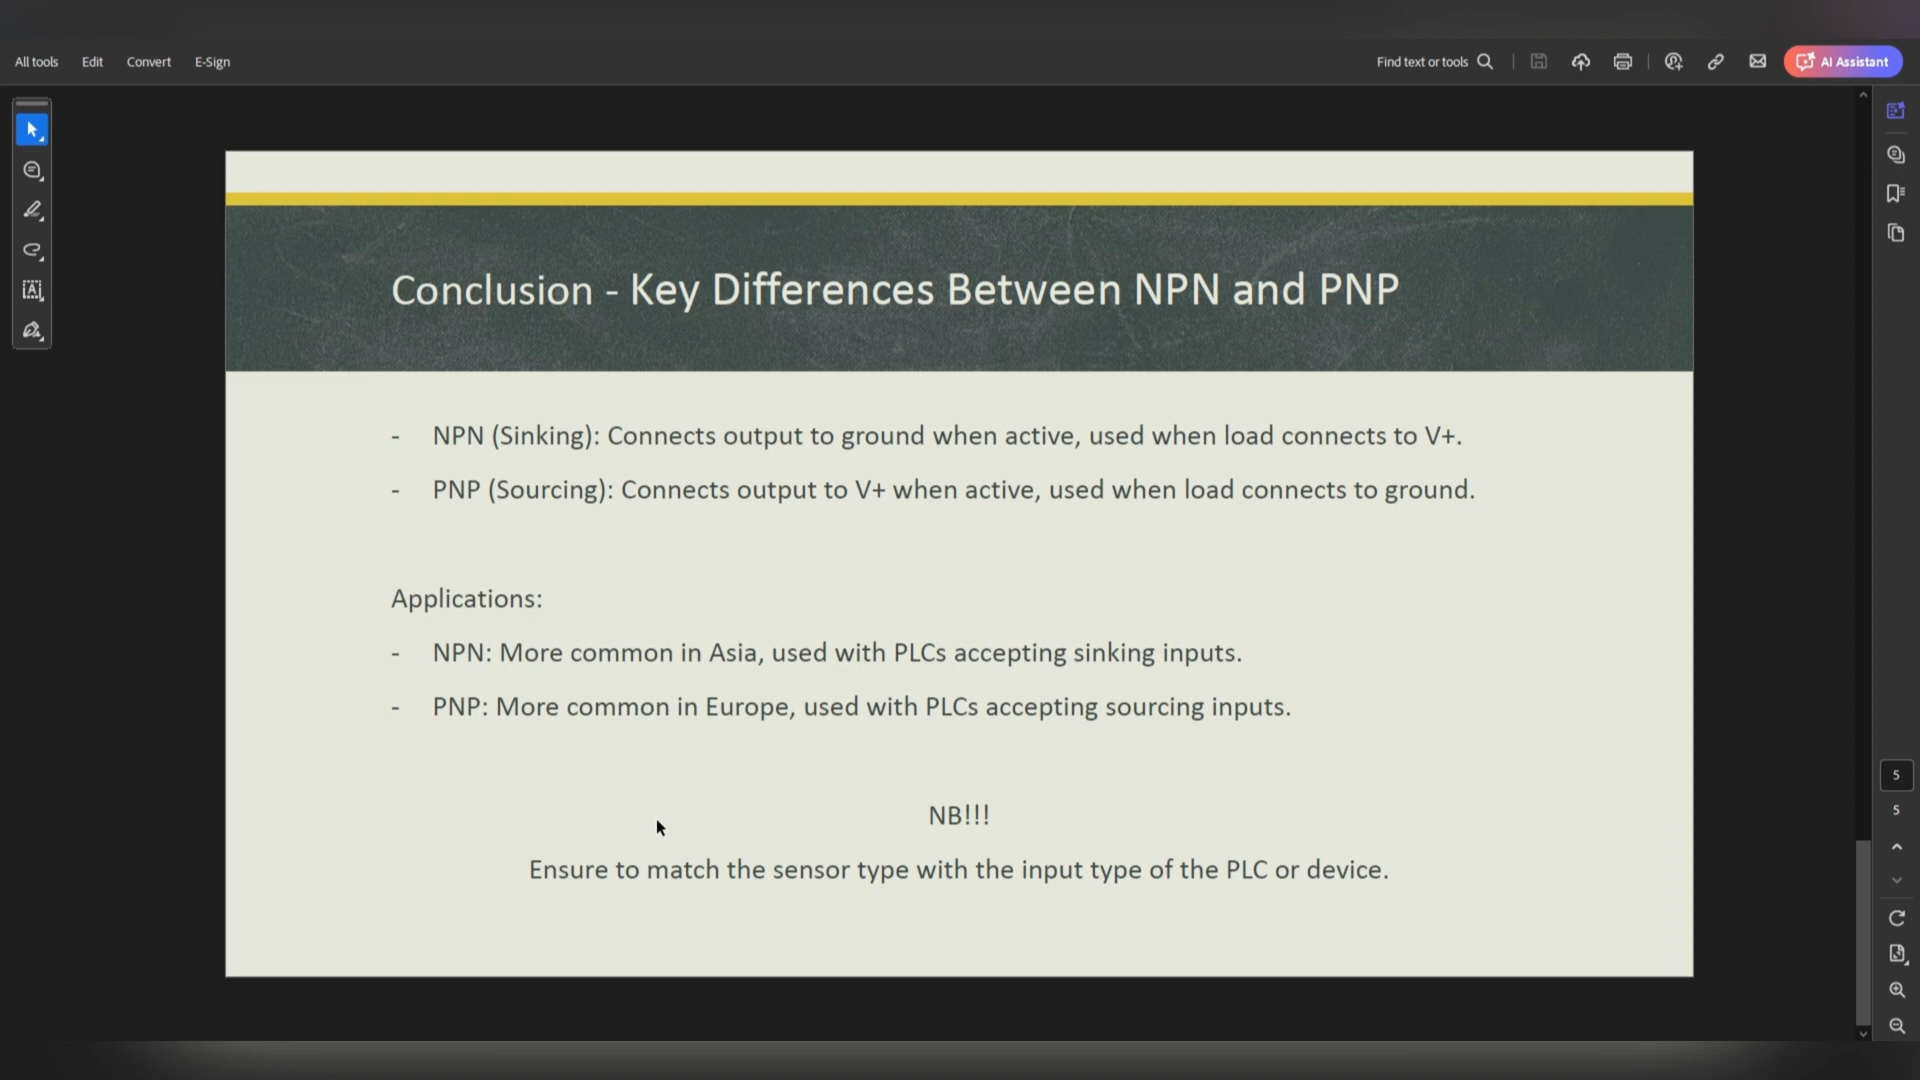 All tools Edit Convert E-Sign Find text or tools AI Assistant
Conclusion - Key Differences Between NPN and PNP
- NPN (Sinking): Connects output to ground when active, used when load connects to V+.
- PNP (Sourcing): Connects output to V+ when active, used when load connects to ground.
Applications:
- NPN: More common in Asia, used with PLCs accepting sinking inputs.
- PNP: More common in Europe, used with PLCs accepting sourcing inputs.
NB!!!
Ensure to match the sensor type with the input type of the PLC or device.
5
5